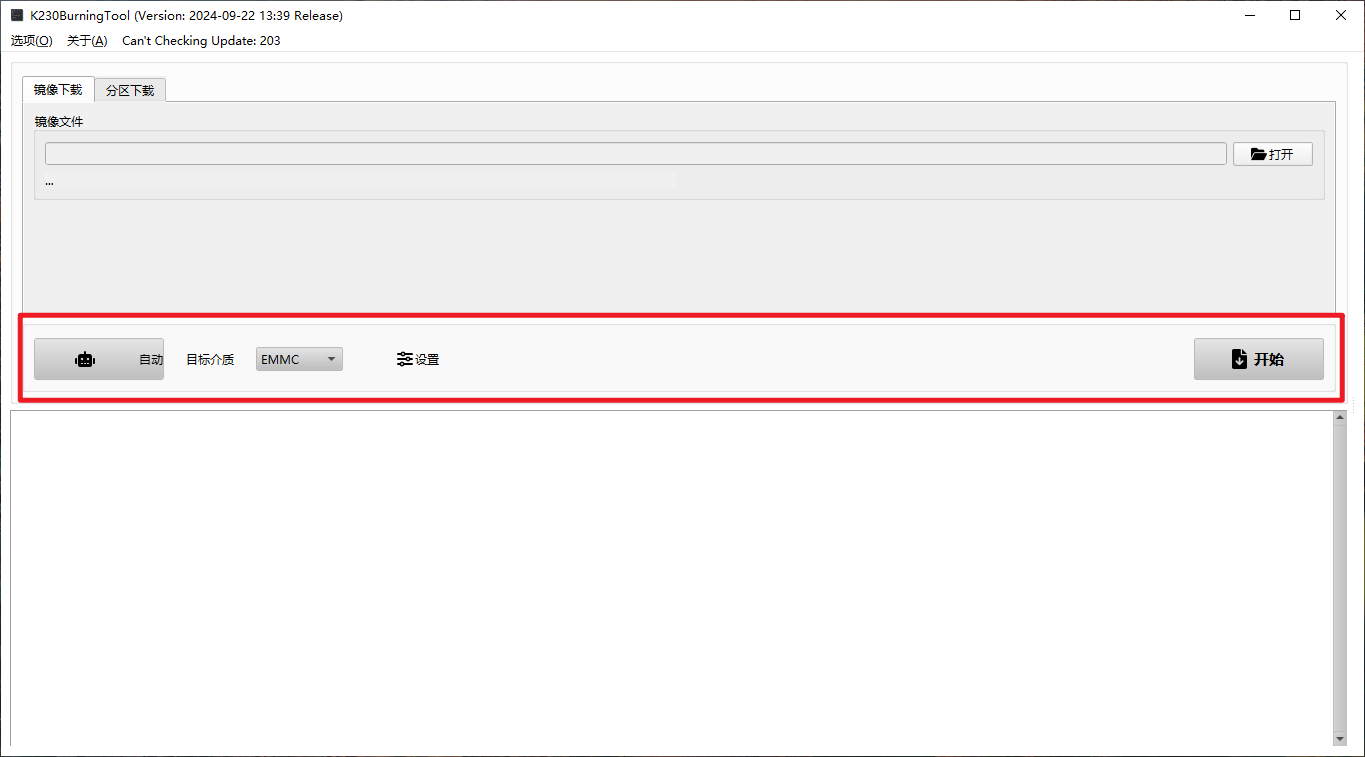 K230BurningTool (Version: 2024-09-22 13:39 Release)
选项(O) 关于(A) Can't Checking Update: 203
镜像下载 分区下载
镜像文件
打开
...
自动 目标介质 EMMC 设置 开始